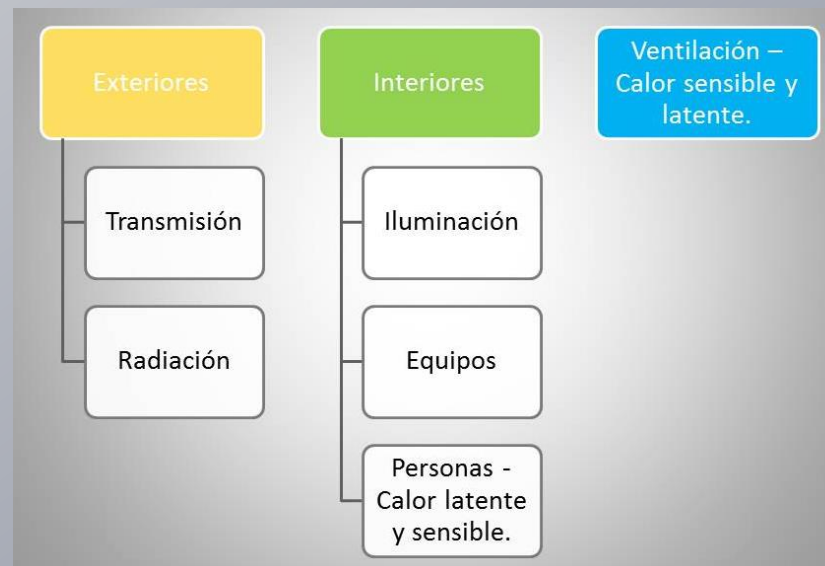 Exteriores
Transmisión
Radiación
Interiores
Iluminación
Equipos
Personas -
Calor latente
y sensible.
Ventilación –
Calor sensible y
latente.